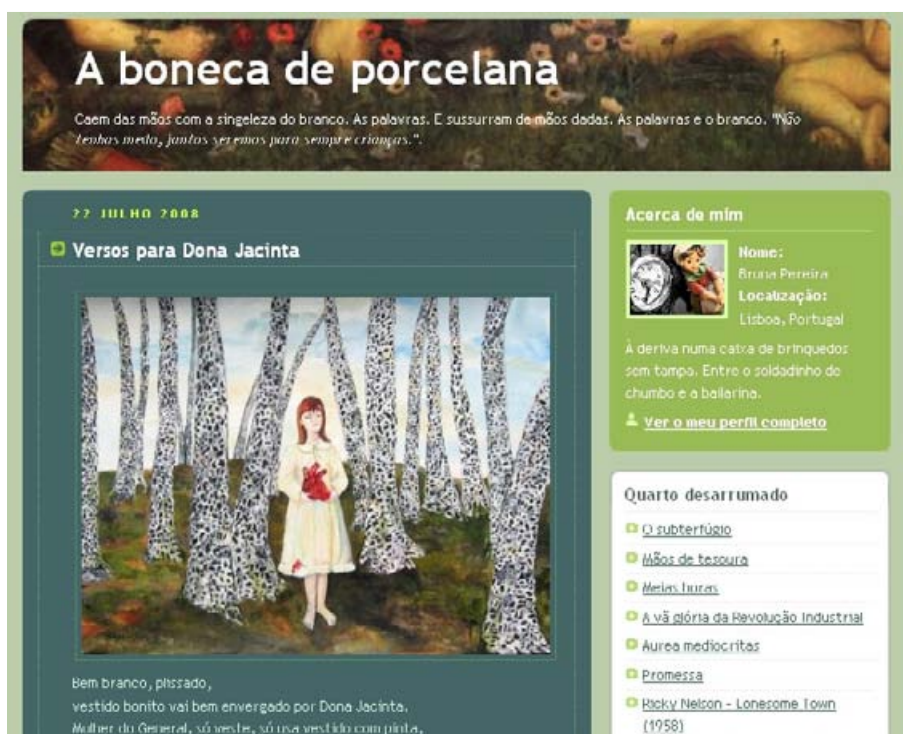 A boneca de porcelana
Caem das mãos com a singeleza do branco. As palavras. E sussurram de mãos dadas. As palavras e o branco. "Não
tenhas medo, juntos seremos para sempre crianças.".
22 JULHO 2008
Versos para Dona Jacinta
Bem branco, plissado,
vestido bonito vai bem envergado por Dona Jacinta.
Mulher do General, só veste, só usa vestido com pinta,
Acerca de mim
Nome:
Bruna Pereira
Localização:
Lisboa, Portugal
À deriva numa caixa de brinquedos
sem tampa. Entre o soldadinho de
chumbo e a bailarina.
Ver o meu perfil completo
Quarto desarrumado
O subterfúgio
Mãos de tesoura
Meias horas
A vã glória da Revolução Industrial
Aurea mediocritas
Promessa
Ricky Nelson - Lonesome Town
(1958)